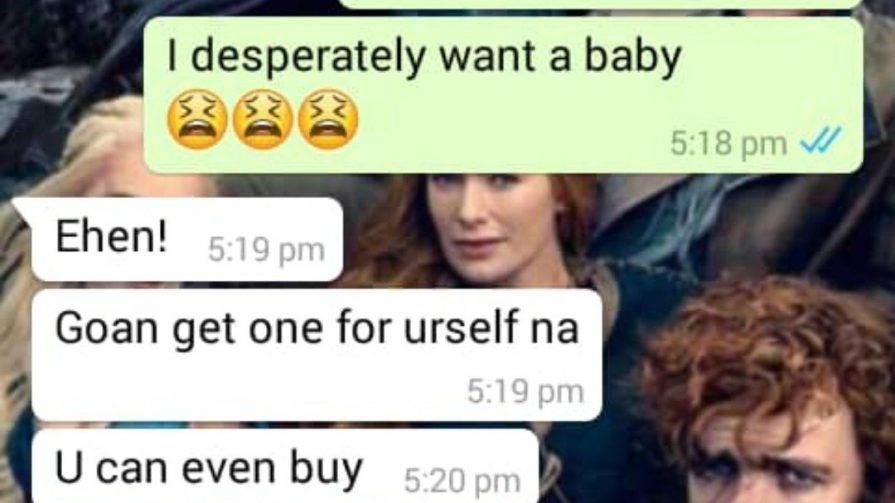 I desperately want a baby
😫😫😫
5:18 pm
Ehen! 5:19 pm
Goan get one for urself na
5:19 pm
U can even buy 5:20 pm